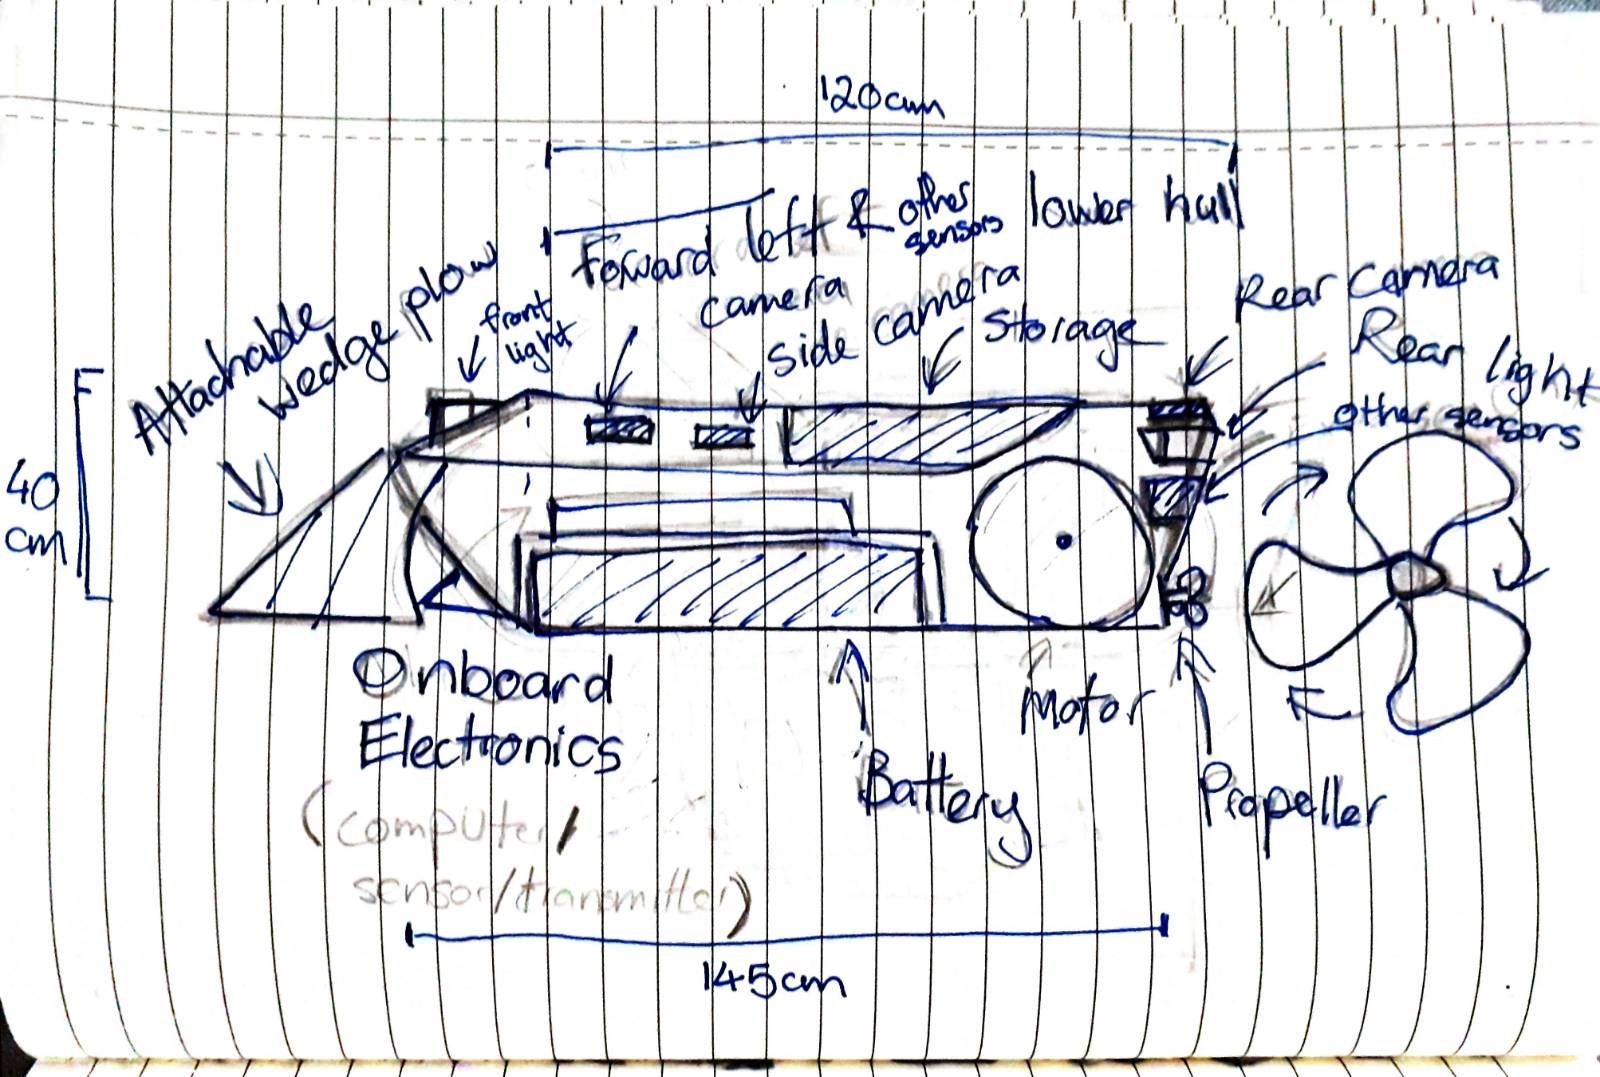 120cm
lower hull
Forward left & other sensors
camera
side camera
Storage
Rear Camera
Rear light
other sensors
front
light
Attachable
wedge plow
40
cm
Onboard
Electronics
(computer/
sensor/transmitter)
Battery
Motor
Propeller
145cm